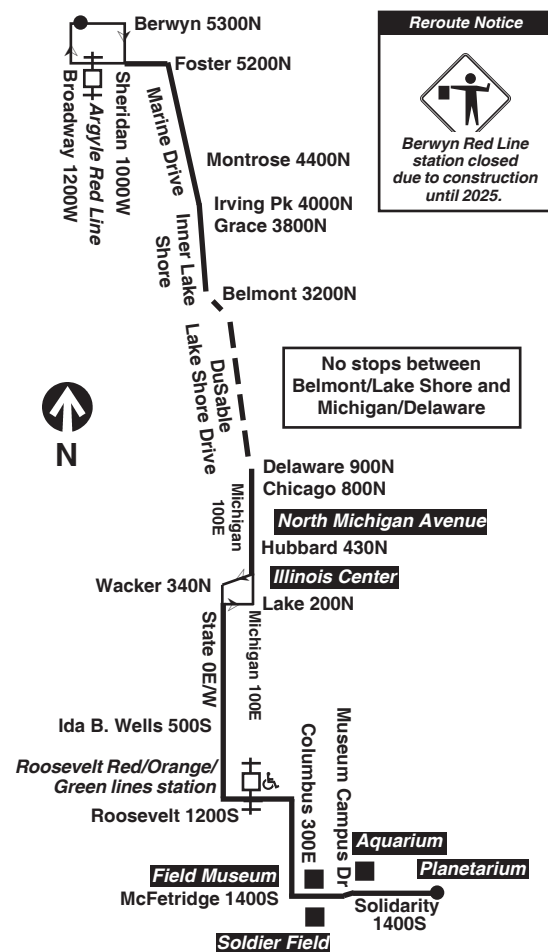 Berwyn 5300N
Foster 5200N
Sheridan 1000W
Argyle Red Line
Broadway 1200W
Marine Drive
Montrose 4400N
Irving Pk 4000N
Grace 3800N
Inner Lake
Shore
Belmont 3200N
Reroute Notice
Berwyn Red Line
station closed
due to construction
until 2025.
DuSable
Lake Shore Drive
No stops between
Belmont/Lake Shore and
Michigan/Delaware
N
Delaware 900N
Chicago 800N
Michigan
100E
North Michigan Avenue
Hubbard 430N
Illinois Center
Wacker 340N
Lake 200N
State 0E/W
Michigan 100E
Ida B. Wells 500S
Roosevelt Red/Orange/
Green lines station
Roosevelt 1200S
Columbus 300E
Museum Campus Dr
Aquarium
Field Museum
Planetarium
McFetridge 1400S
Solidarity
1400S
Soldier Field